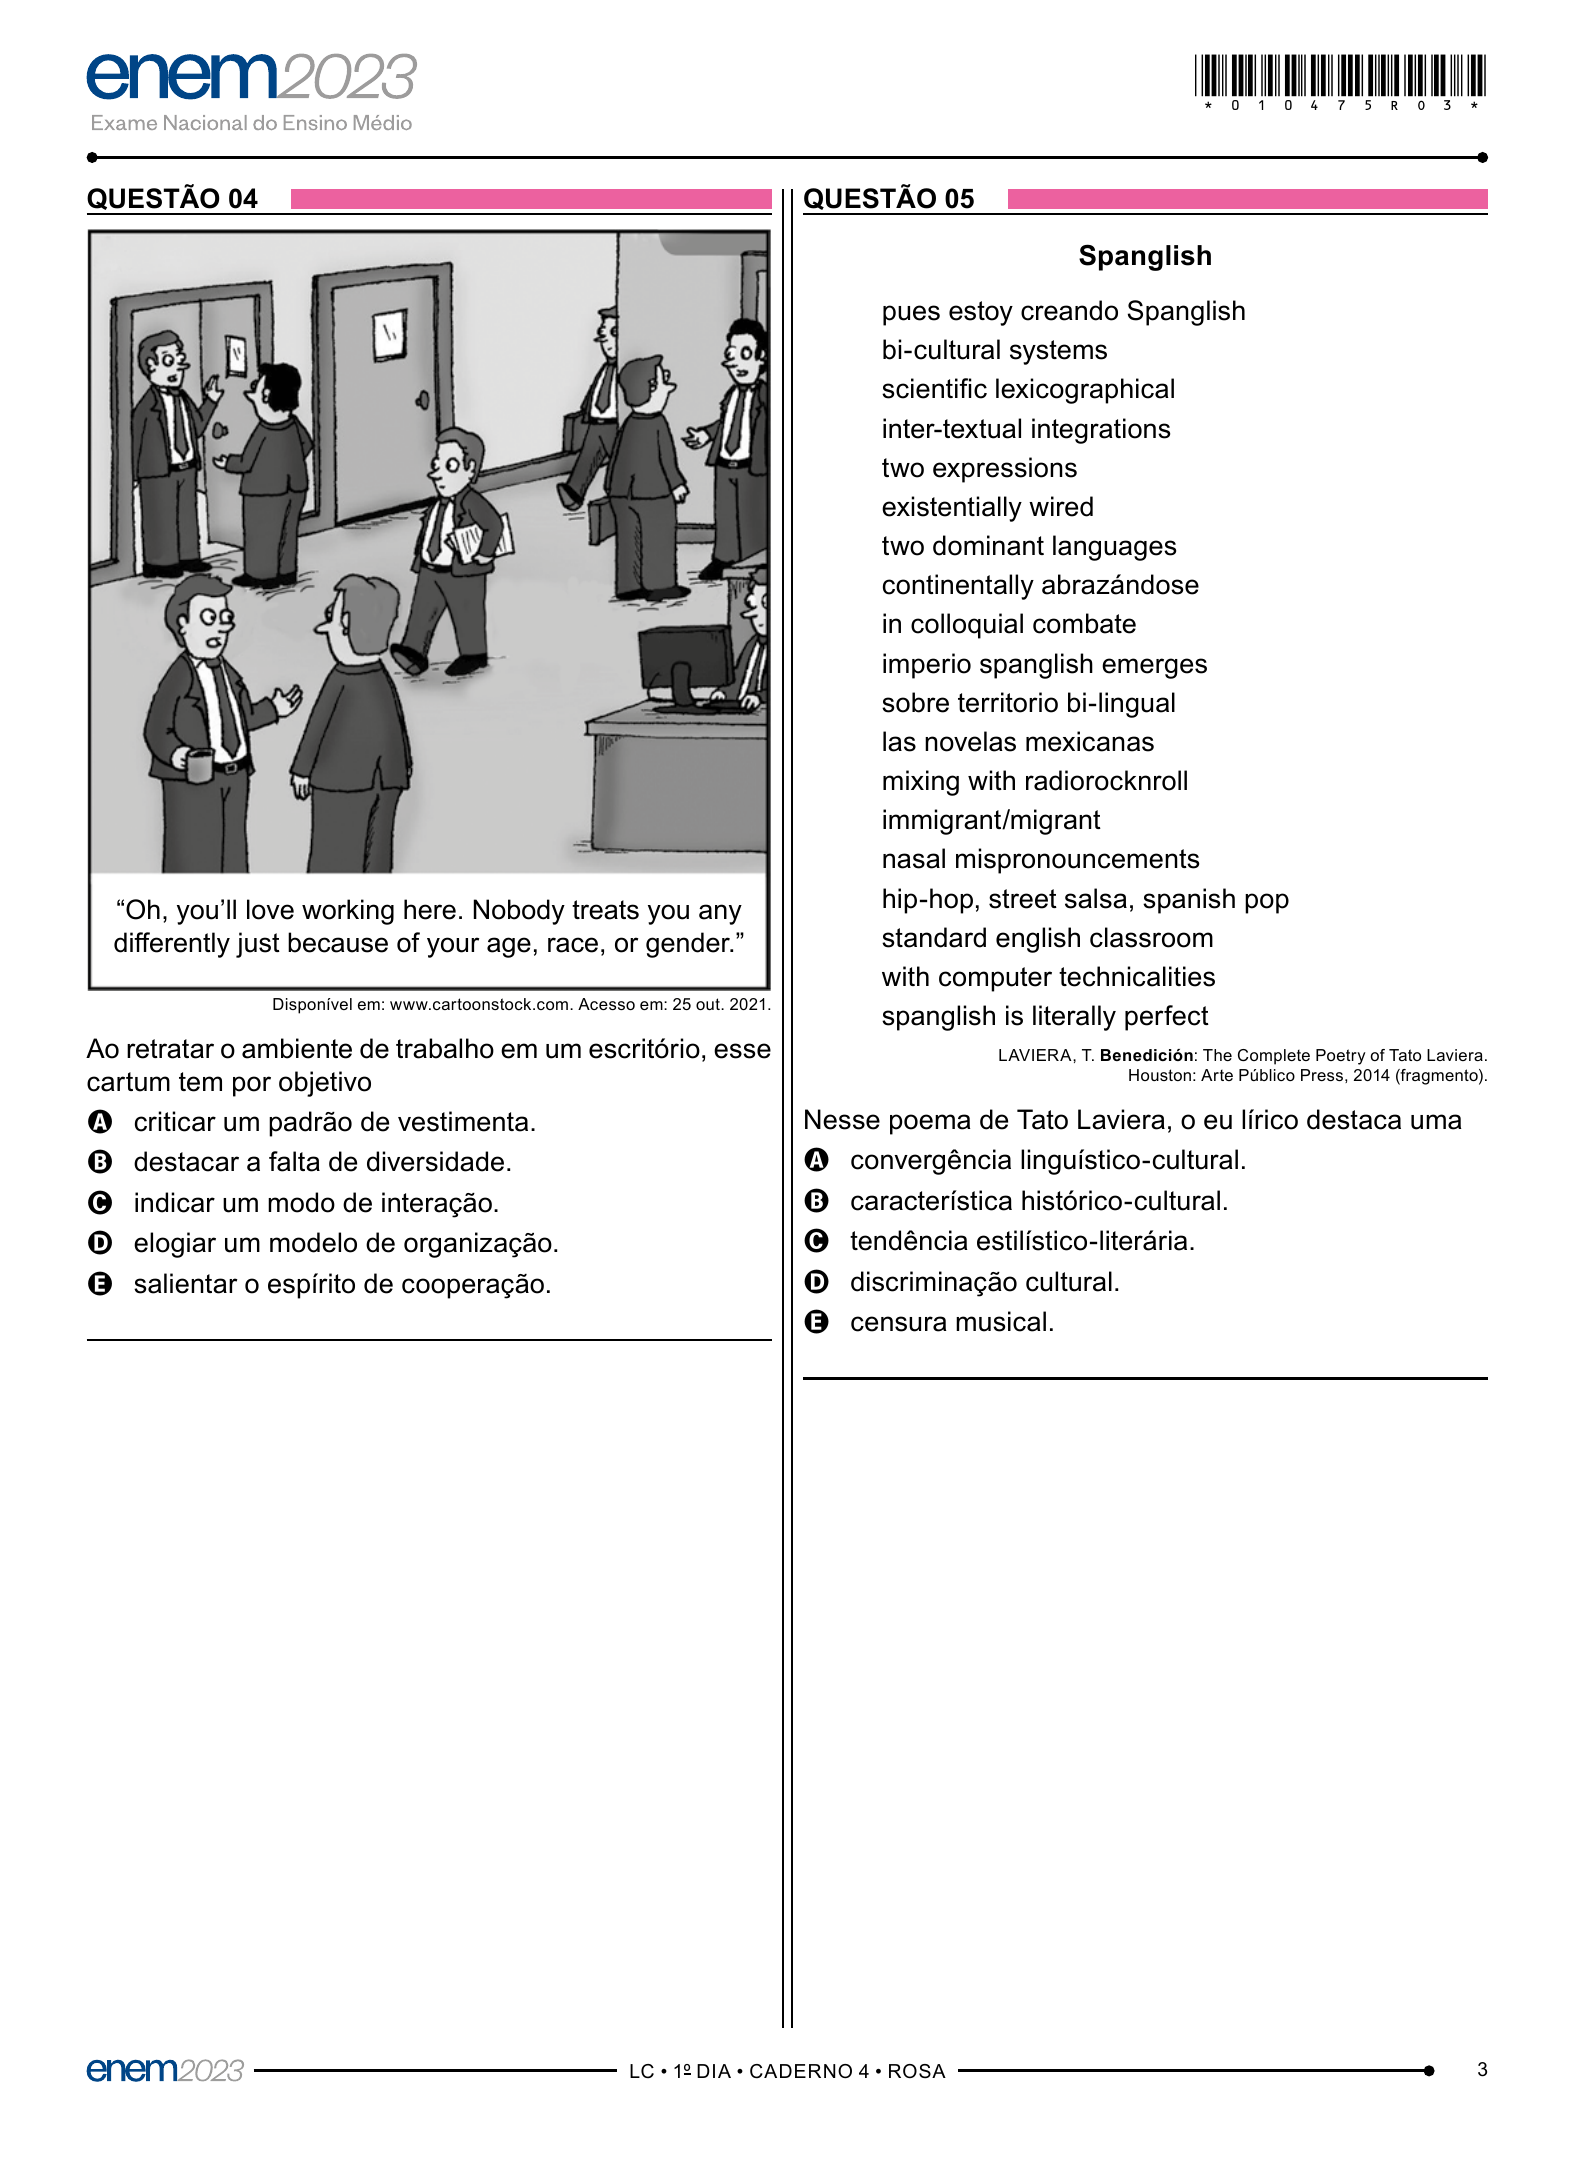 enem2023
Exame Nacional do Ensino Médio
*010475R03*
QUESTÃO 04
“Oh, you’ll love working here. Nobody treats you any
differently just because of your age, race, or gender.”
Disponível em: www.cartoonstock.com. Acesso em: 25 out. 2021.
Ao retratar o ambiente de trabalho em um escritório, esse
cartum tem por objetivo
A criticar um padrão de vestimenta.
B destacar a falta de diversidade.
C indicar um modo de interação.
D elogiar um modelo de organização.
E salientar o espírito de cooperação.
QUESTÃO 05
Spanglish
pues estoy creando Spanglish
bi-cultural systems
scientific lexicographical
inter-textual integrations
two expressions
existentially wired
two dominant languages
continentally abrazándose
in colloquial combate
imperio spanglish emerges
sobre territorio bi-lingual
las novelas mexicanas
mixing with radiorocknroll
immigrant/migrant
nasal mispronouncements
hip-hop, street salsa, spanish pop
standard english classroom
with computer technicalities
spanglish is literally perfect
LAVIERA, T. Benedición: The Complete Poetry of Tato Laviera.
Houston: Arte Público Press, 2014 (fragmento).
Nesse poema de Tato Laviera, o eu lírico destaca uma
A convergência linguístico-cultural.
B característica histórico-cultural.
C tendência estilístico-literária.
D discriminação cultural.
E censura musical.
enem2023
LC • 1º DIA • CADERNO 4 • ROSA
3